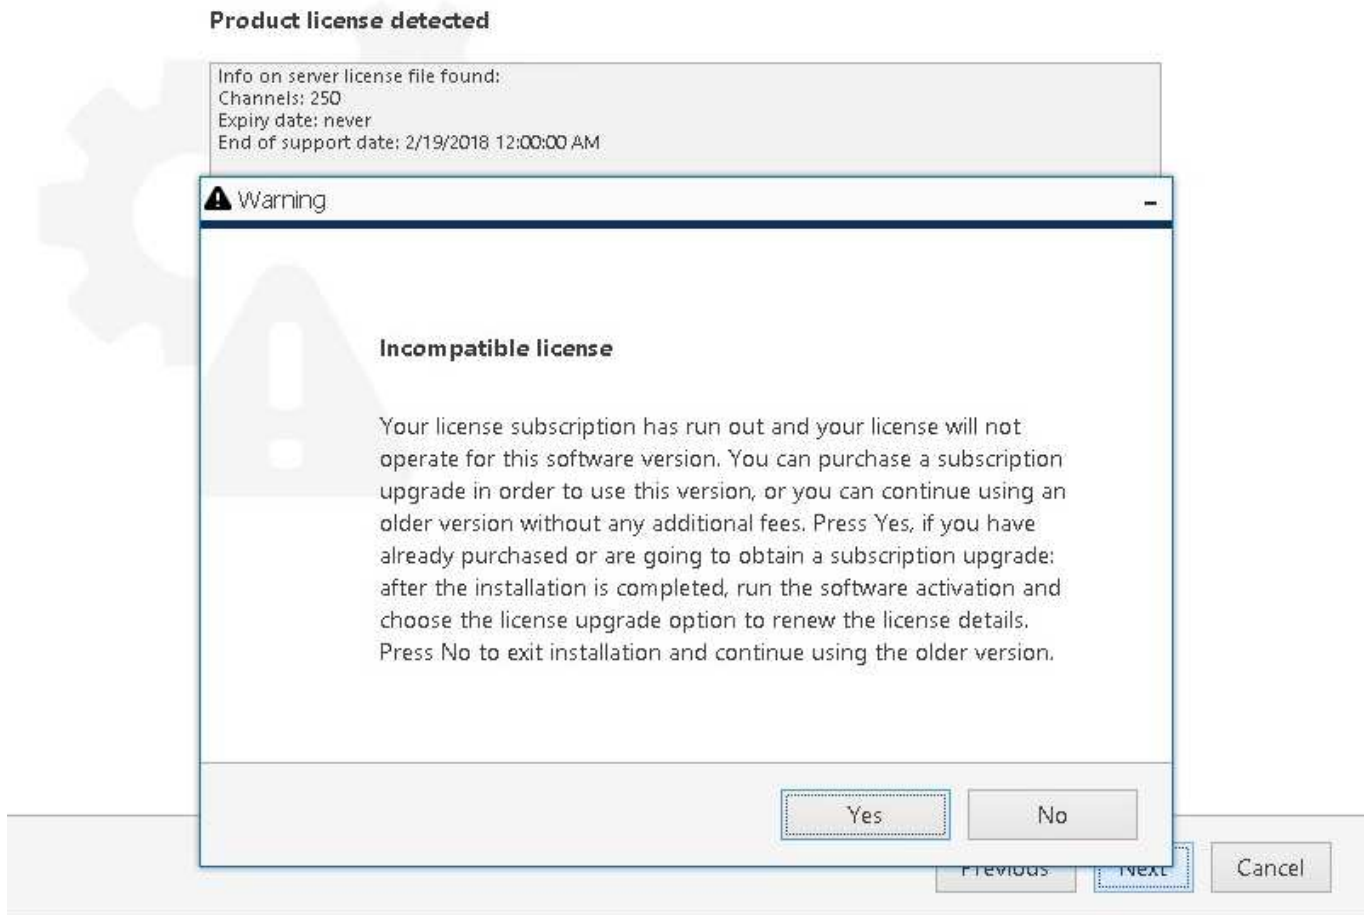 Product license detected
Info on server license file found:
Channels: 250
Expiry date: never
End of support date: 2/19/2018 12:00:00 AM
Warning
Incompatible license
Your license subscription has run out and your license will not
operate for this software version. You can purchase a subscription
upgrade in order to use this version, or you can continue using an
older version without any additional fees. Press Yes, if you have
already purchased or are going to obtain a subscription upgrade:
after the installation is completed, run the software activation and
choose the license upgrade option to renew the license details.
Press No to exit installation and continue using the older version.
Yes
No
Previous
Next
Cancel